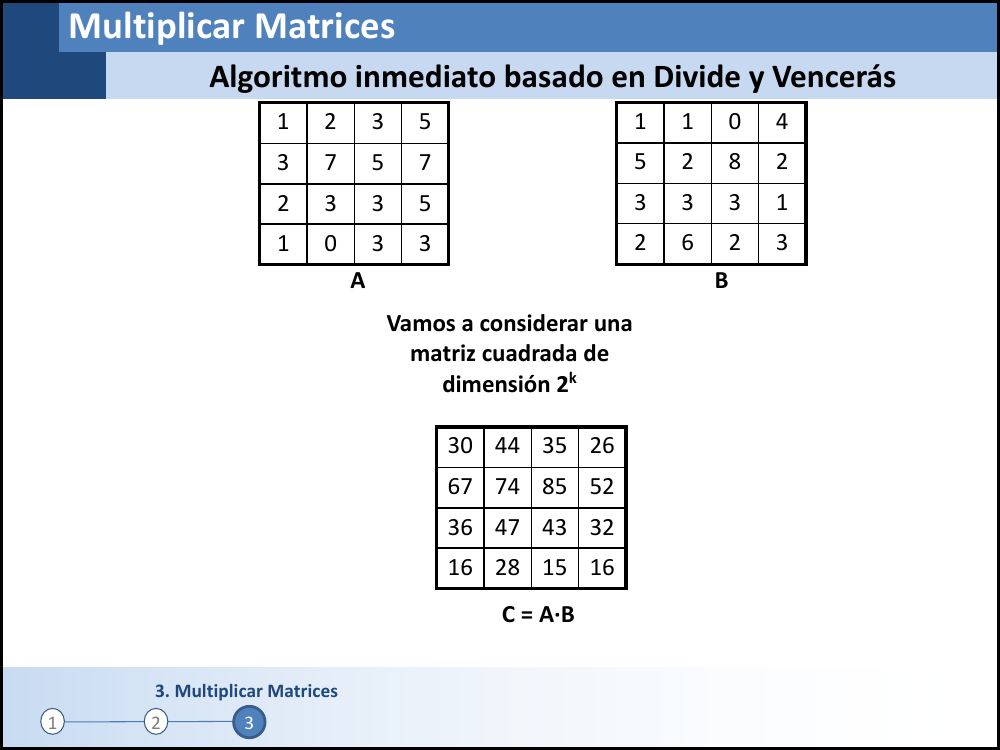 Multiplicar Matrices
Algoritmo inmediato basado en Divide y Vencerás
1 2 3 5
3 7 5 7
2 3 3 5
1 0 3 3
A
1 1 0 4
5 2 8 2
3 3 3 1
2 6 2 3
B
Vamos a considerar una
matriz cuadrada de
dimensión 2^k
30 44 35 26
67 74 85 52
36 47 43 32
16 28 15 16
C = A·B
3. Multiplicar Matrices
1 2 3